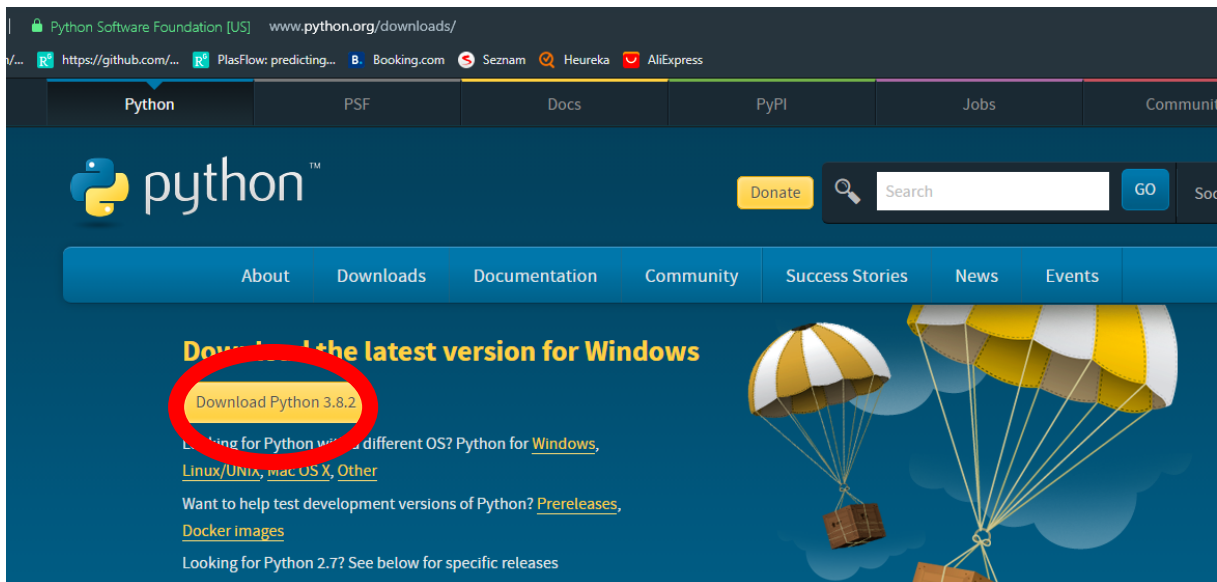 Python Software Foundation [US] www.python.org/downloads/
/... https://github.com/... PlasFlow: predicting... B. Booking.com Seznam Heureka AliExpress
Python PSF Docs PyPI Jobs Communit
python™ Donate Search GO Soc
About Downloads Documentation Community Success Stories News Events
Download the latest version for Windows
Download Python 3.8.2
Looking for Python with a different OS? Python for Windows,
Linux/UNIX, Mac OS X, Other
Want to help test development versions of Python? Prereleases,
Docker images
Looking for Python 2.7? See below for specific releases